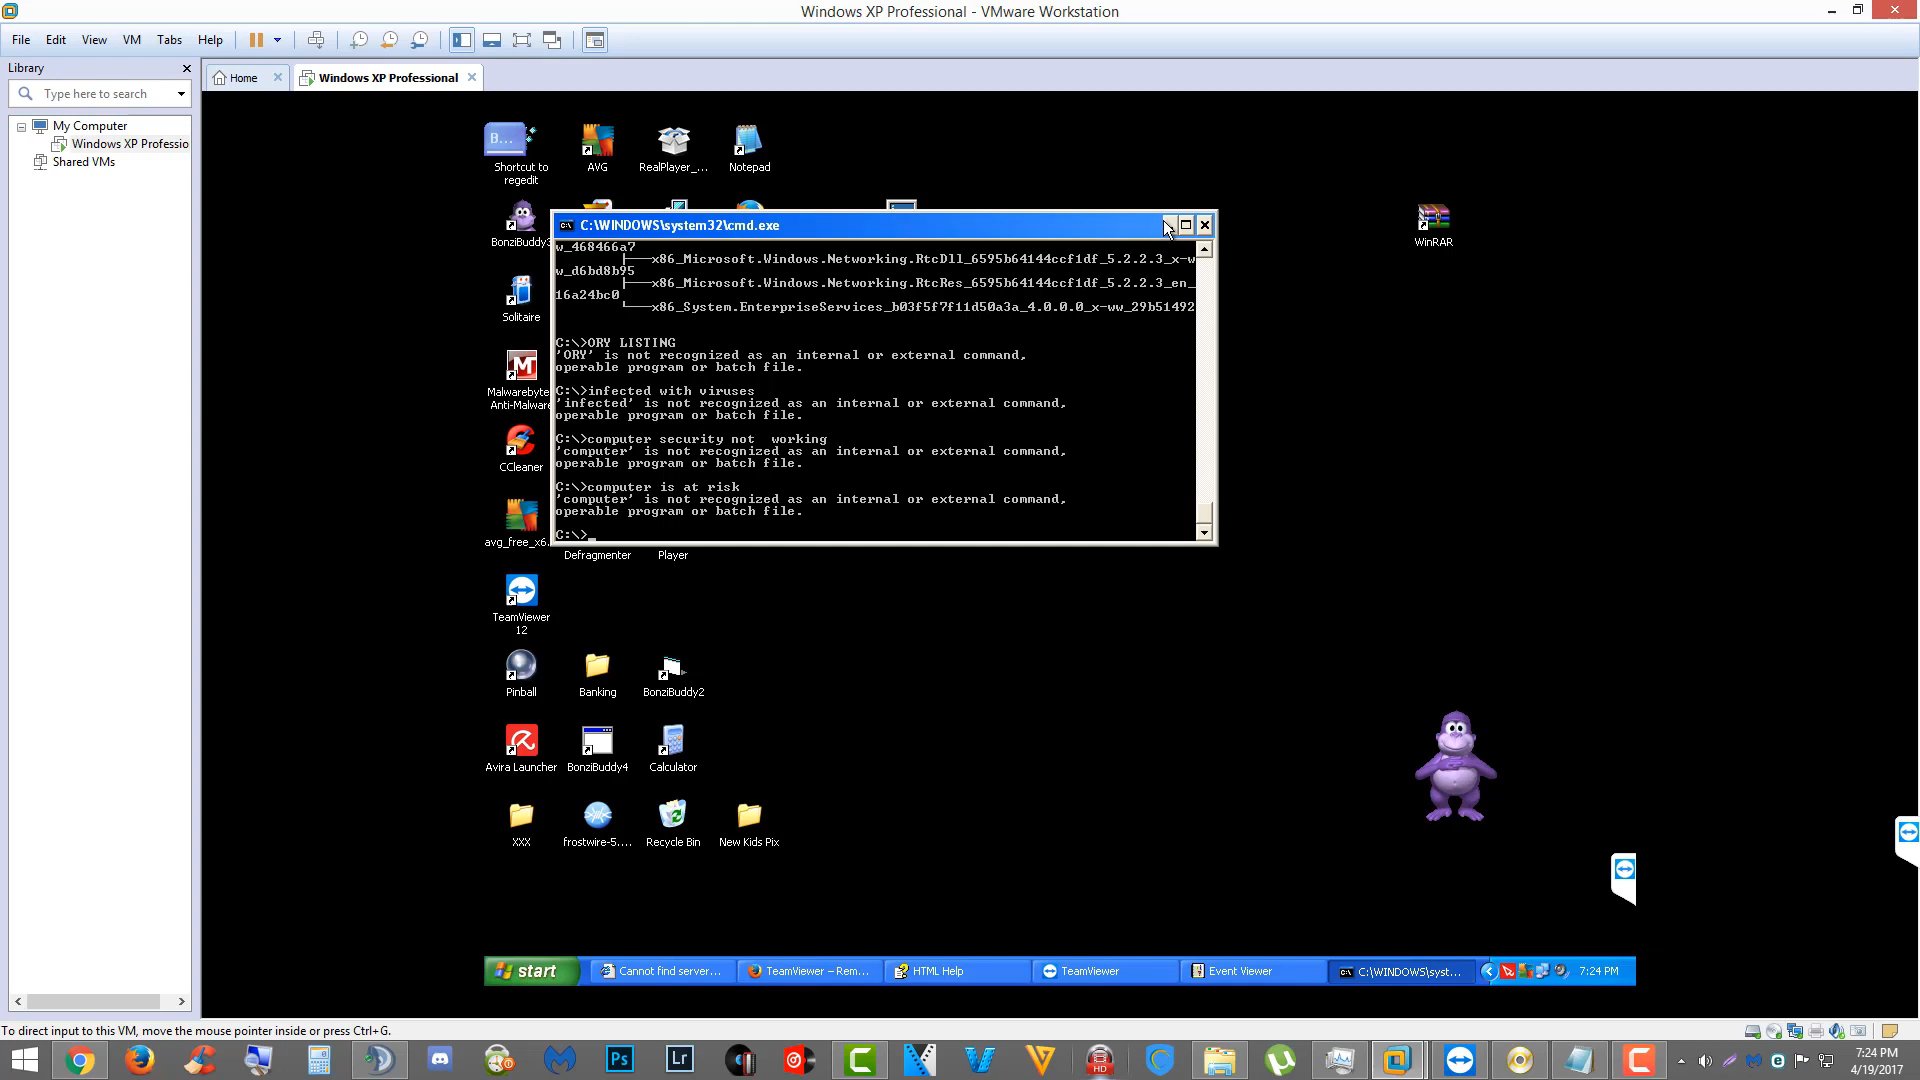 Windows XP Professional - VMware Workstation
File Edit View VM Tabs Help
Library
Home
Windows XP Professional
Type here to search
My Computer
Windows XP Professio
Shared VMs
B...
Shortcut to regedit
AVG
RealPlayer_...
Notepad
BonziBuddy3
WinRAR
Solitaire
Malwarebyte
Anti-Malware
CCleaner
avg_free_x6.
Defragmenter
Player
TeamViewer
12
Pinball
Banking
BonziBuddy2
Avira Launcher
BonziBuddy4
Calculator
XXX
frostwire-5....
Recycle Bin
New Kids Pix
C:\WINDOWS\system32\cmd.exe
w_468466a7
├──x86_Microsoft.Windows.Networking.RtcDll_6595b64144ccf1df_5.2.2.3_x-w
w_d6bd8b95
├──x86_Microsoft.Windows.Networking.RtcRes_6595b64144ccf1df_5.2.2.3_en_
16a24bc0
└──x86_System.EnterpriseServices_b03f5f7f11d50a3a_4.0.0.0_x-ww_29b51492
C:\>ORY LISTING
'ORY' is not recognized as an internal or external command,
operable program or batch file.
C:\>infected with viruses
'infected' is not recognized as an internal or external command,
operable program or batch file.
C:\>computer security not  working
'computer' is not recognized as an internal or external command,
operable program or batch file.
C:\>computer is at risk
'computer' is not recognized as an internal or external command,
operable program or batch file.
C:\>_
start
Cannot find server...
TeamViewer – Rem...
HTML Help
TeamViewer
Event Viewer
C:\WINDOWS\syst...
7:24 PM
To direct input to this VM, move the mouse pointer inside or press Ctrl+G.
Ps
Lr
HD
7:24 PM
4/19/2017